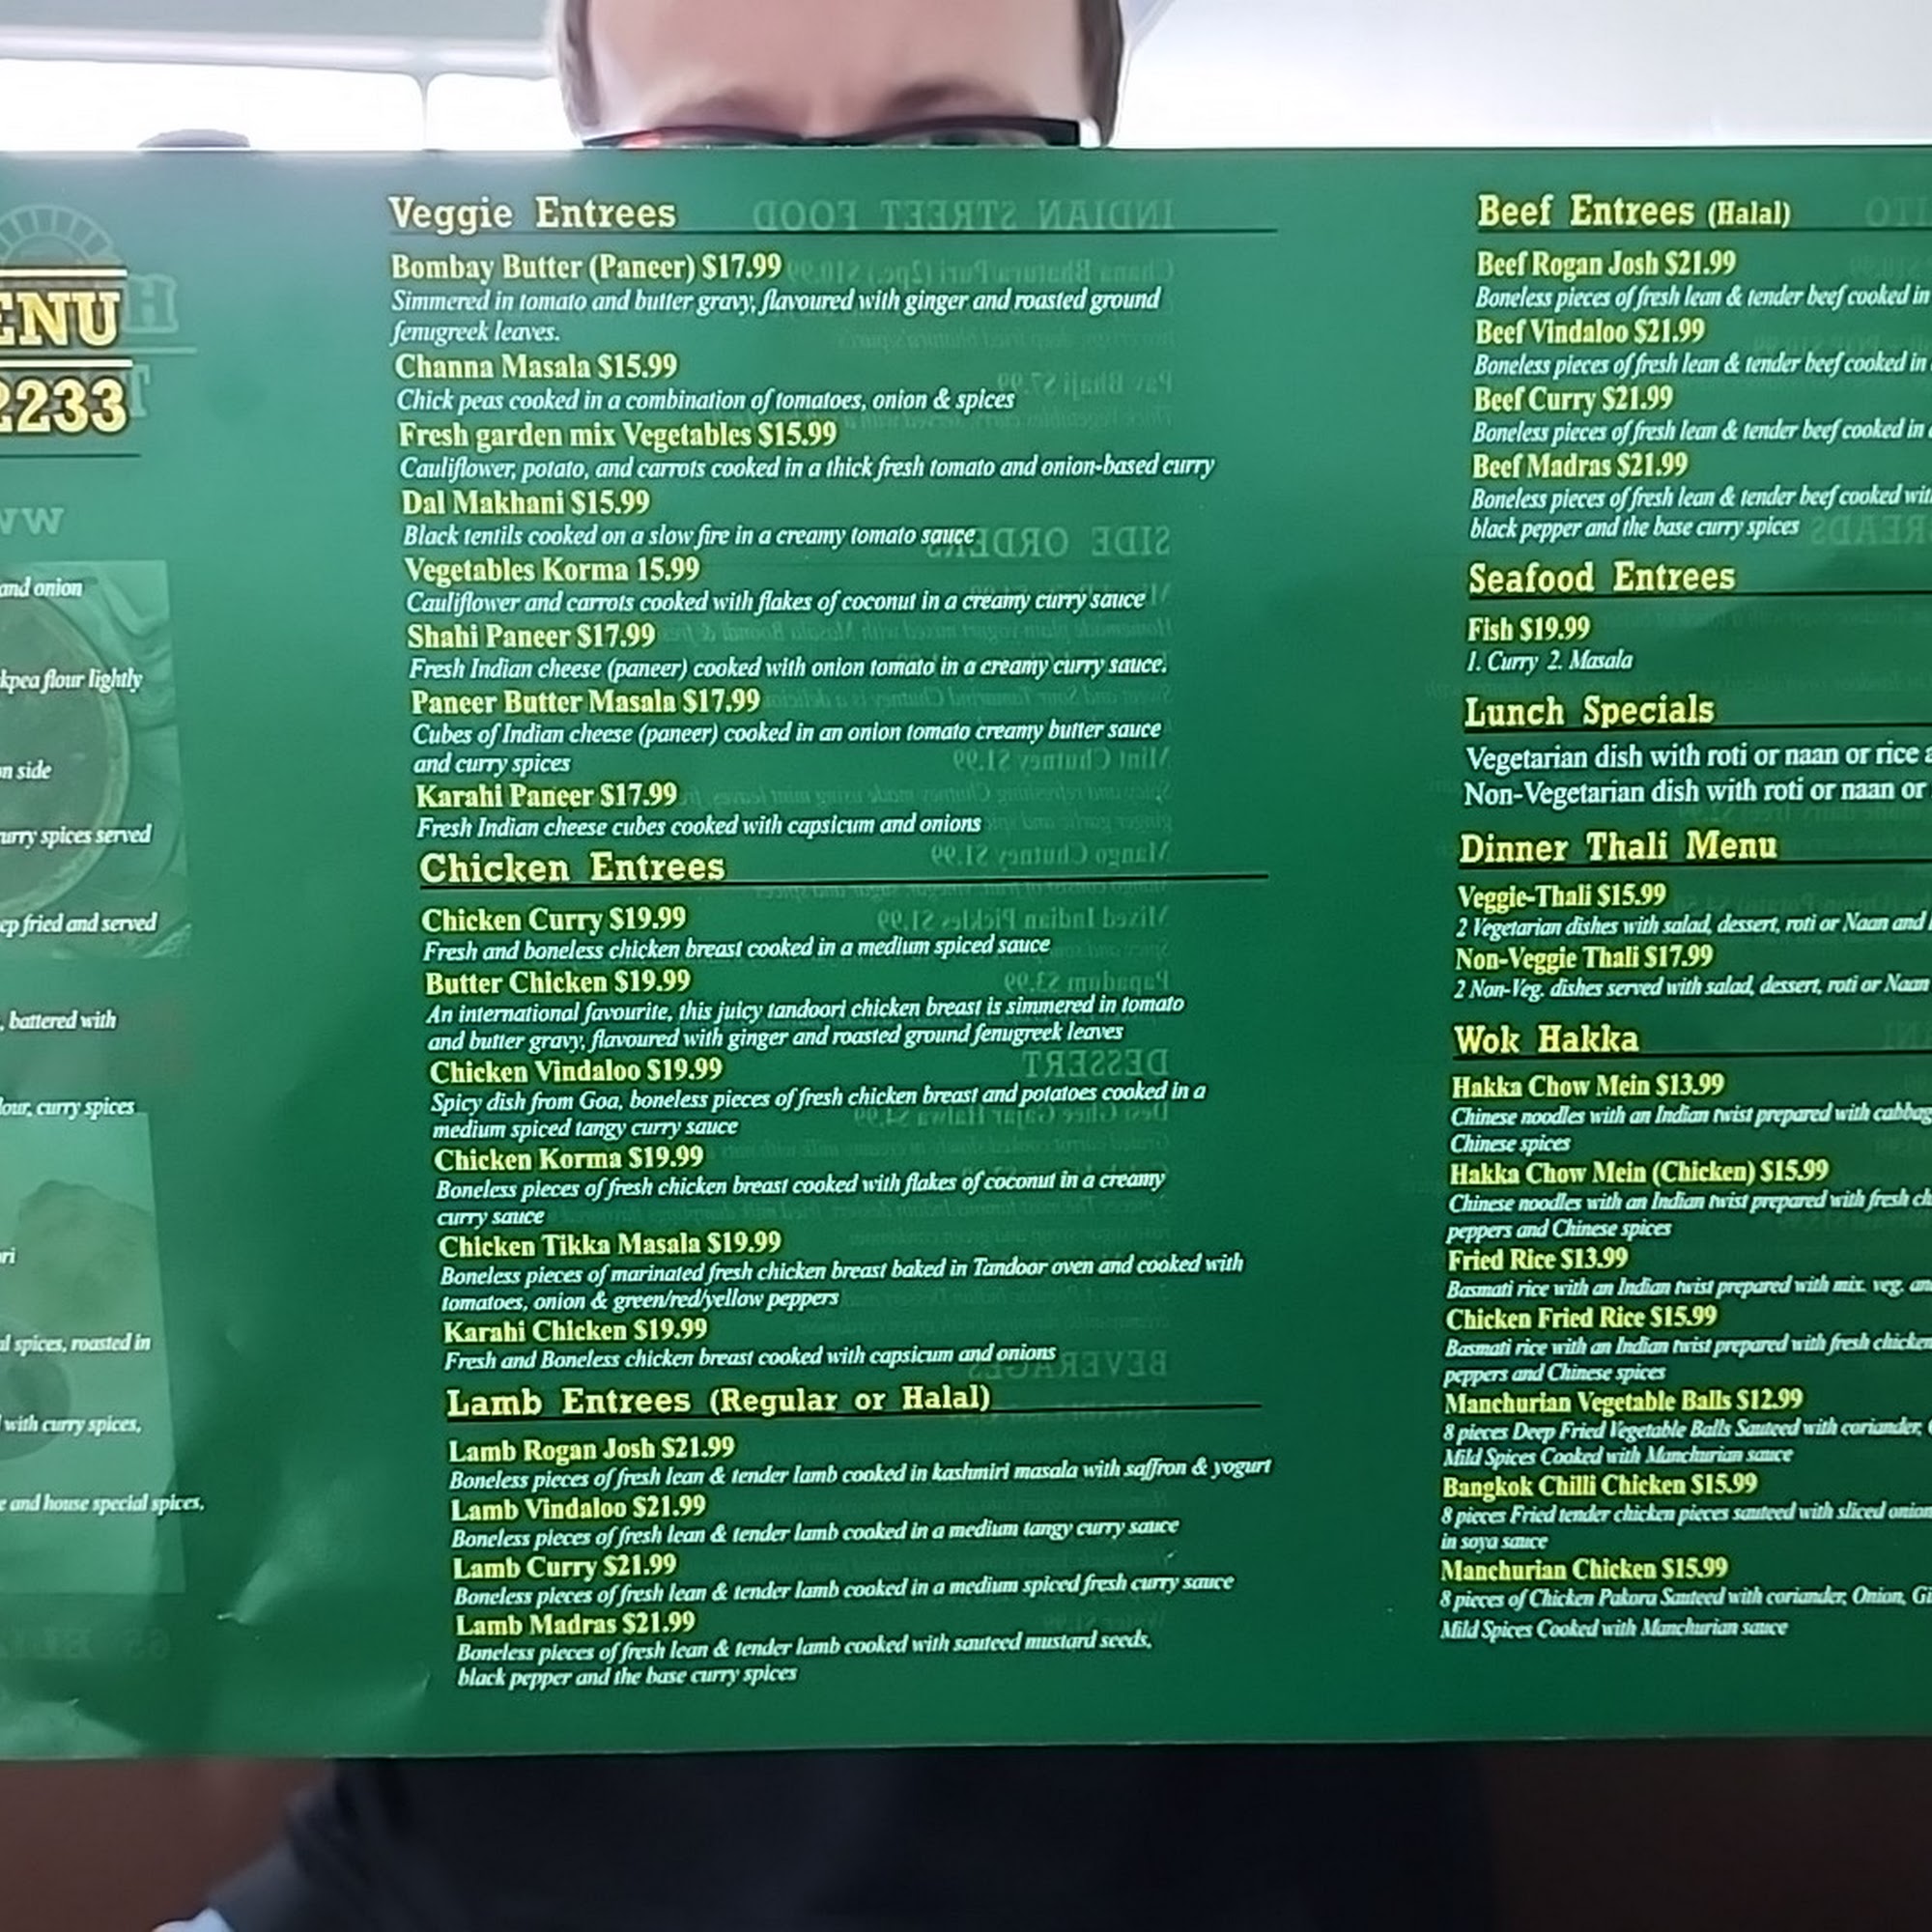 ENU
2233
and onion
kpea flour lightly
n side
urry spices served
ep fried and served
, battered with
lour, curry spices
ri
al spices, roasted in
with curry spices,
e and house special spices,
Veggie Entrees
Bombay Butter (Paneer) $17.99
Simmered in tomato and butter gravy, flavoured with ginger and roasted ground
fenugreek leaves.
Channa Masala $15.99
Chick peas cooked in a combination of tomatoes, onion & spices
Fresh garden mix Vegetables $15.99
Cauliflower, potato, and carrots cooked in a thick fresh tomato and onion-based curry
Dal Makhani $15.99
Black tentils cooked on a slow fire in a creamy tomato sauce
Vegetables Korma 15.99
Cauliflower and carrots cooked with flakes of coconut in a creamy curry sauce
Shahi Paneer $17.99
Fresh Indian cheese (paneer) cooked with onion tomato in a creamy curry sauce.
Paneer Butter Masala $17.99
Cubes of Indian cheese (paneer) cooked in an onion tomato creamy butter sauce
and curry spices
Karahi Paneer $17.99
Fresh Indian cheese cubes cooked with capsicum and onions
Chicken Entrees
Chicken Curry $19.99
Fresh and boneless chicken breast cooked in a medium spiced sauce
Butter Chicken $19.99
An international favourite, this juicy tandoori chicken breast is simmered in tomato
and butter gravy, flavoured with ginger and roasted ground fenugreek leaves
Chicken Vindaloo $19.99
Spicy dish from Goa, boneless pieces of fresh chicken breast and potatoes cooked in a
medium spiced tangy curry sauce
Chicken Korma $19.99
Boneless pieces of fresh chicken breast cooked with flakes of coconut in a creamy
curry sauce
Chicken Tikka Masala $19.99
Boneless pieces of marinated fresh chicken breast baked in Tandoor oven and cooked with
tomatoes, onion & green/red/yellow peppers
Karahi Chicken $19.99
Fresh and Boneless chicken breast cooked with capsicum and onions
Lamb Entrees (Regular or Halal)
Lamb Rogan Josh $21.99
Boneless pieces of fresh lean & tender lamb cooked in kashmiri masala with saffron & yogurt
Lamb Vindaloo $21.99
Boneless pieces of fresh lean & tender lamb cooked in a medium tangy curry sauce
Lamb Curry $21.99
Boneless pieces of fresh lean & tender lamb cooked in a medium spiced fresh curry sauce
Lamb Madras $21.99
Boneless pieces of fresh lean & tender lamb cooked with sauteed mustard seeds,
black pepper and the base curry spices
Beef Entrees (Halal)
Beef Rogan Josh $21.99
Boneless pieces of fresh lean & tender beef cooked in
Beef Vindaloo $21.99
Boneless pieces of fresh lean & tender beef cooked in
Beef Curry $21.99
Boneless pieces of fresh lean & tender beef cooked in
Beef Madras $21.99
Boneless pieces of fresh lean & tender beef cooked wit
black pepper and the base curry spices
Seafood Entrees
Fish $19.99
1. Curry 2. Masala
Lunch Specials
Vegetarian dish with roti or naan or rice a
Non-Vegetarian dish with roti or naan or
Dinner Thali Menu
Veggie-Thali $15.99
2 Vegetarian dishes with salad, dessert, roti or Naan and
Non-Veggie Thali $17.99
2 Non-Veg. dishes served with salad, dessert, roti or Naan
Wok Hakka
Hakka Chow Mein $13.99
Chinese noodles with an Indian twist prepared with cabbag
Chinese spices
Hakka Chow Mein (Chicken) $15.99
Chinese noodles with an Indian twist prepared with fresh ch
peppers and Chinese spices
Fried Rice $13.99
Basmati rice with an Indian twist prepared with mix. veg. an
Chicken Fried Rice $15.99
Basmati rice with an Indian twist prepared with fresh chicken
peppers and Chinese spices
Manchurian Vegetable Balls $12.99
8 pieces Deep Fried Vegetable Balls Sauteed with coriander,
Mild Spices Cooked with Manchurian sauce
Bangkok Chilli Chicken $15.99
8 pieces Fried tender chicken pieces sauteed with sliced onion
in soya sauce
Manchurian Chicken $15.99
8 pieces of Chicken Pakora Sauteed with coriander, Onion, Gi
Mild Spices Cooked with Manchurian sauce